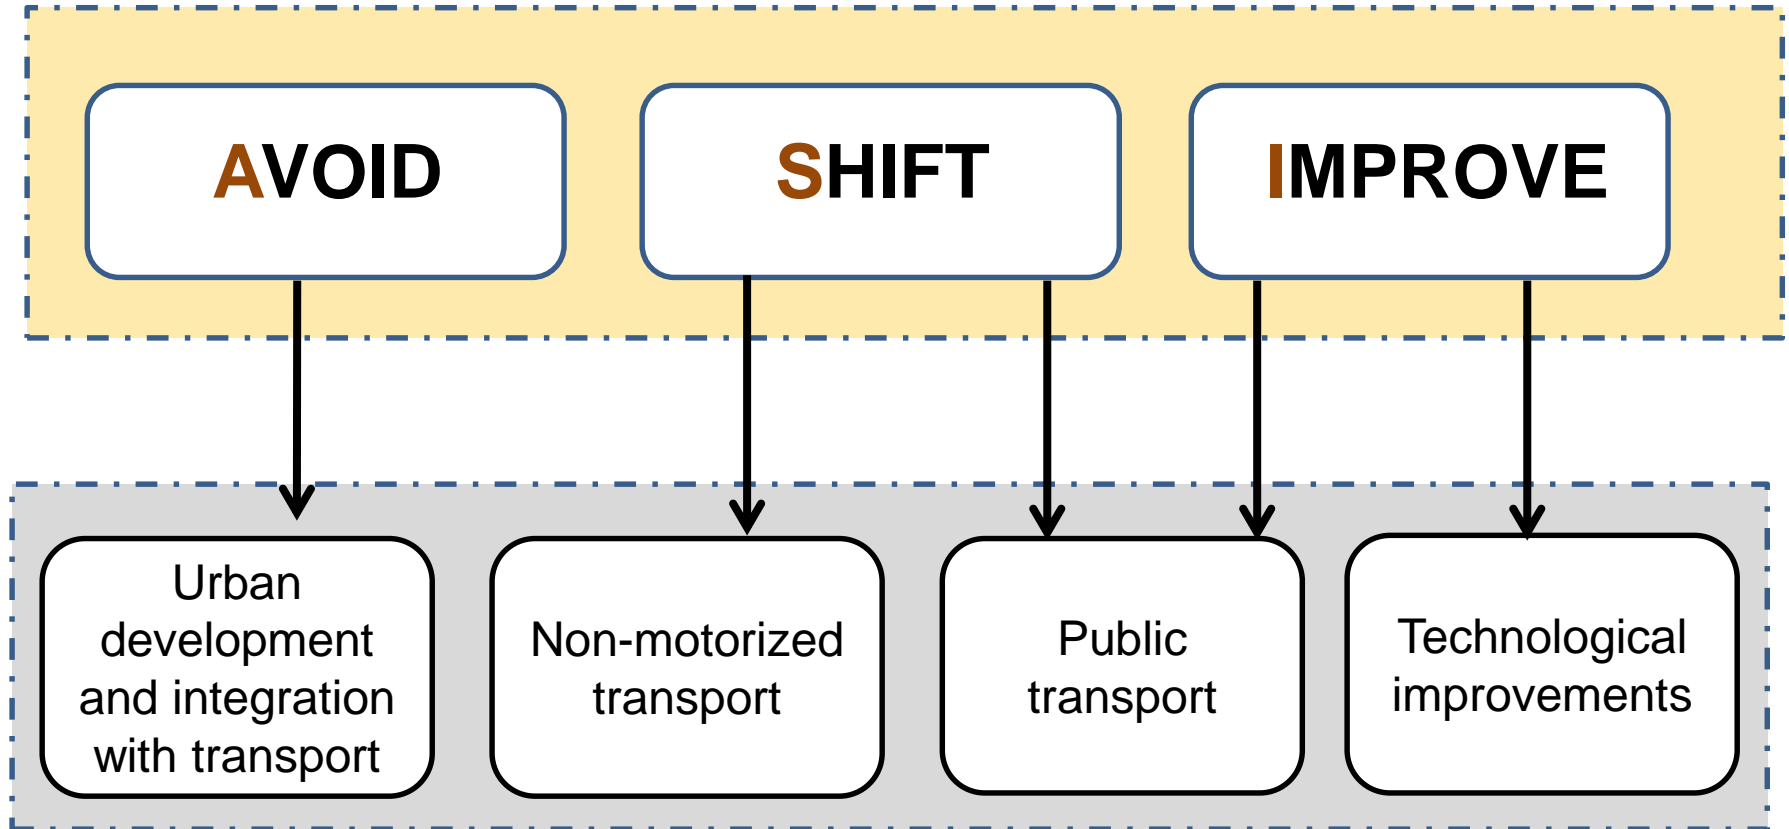 AVOID
SHIFT
IMPROVE
Urban
development
and integration
with transport
Non-motorized
transport
Public
transport
Technological
improvements